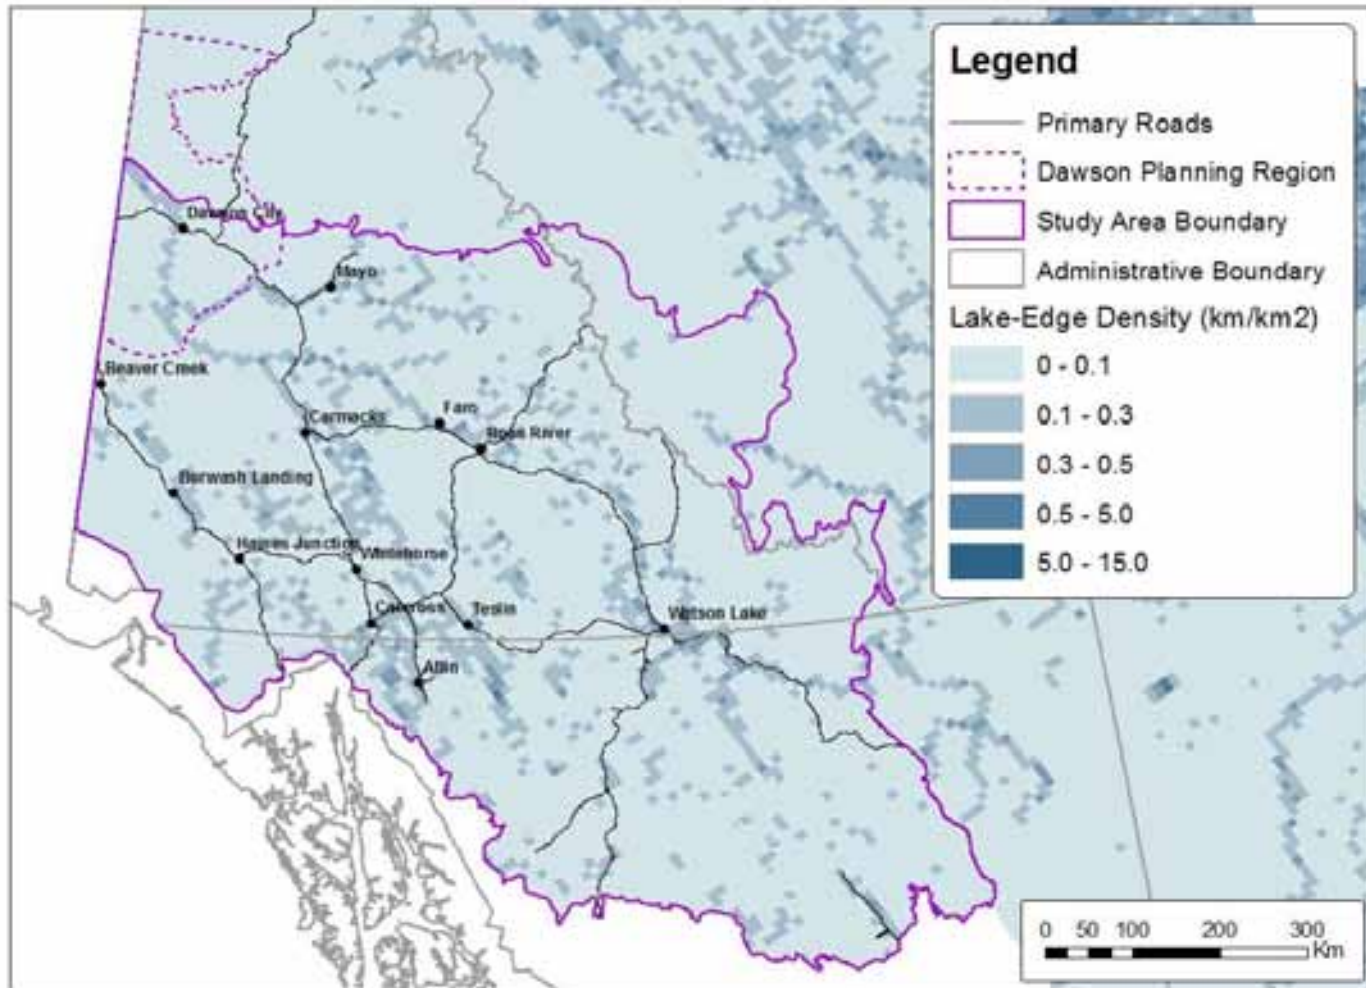 Legend
Primary Roads
Dawson Planning Region
Study Area Boundary
Administrative Boundary
Lake-Edge Density (km/km2)
0 - 0.1
0.1 - 0.3
0.3 - 0.5
0.5 - 5.0
5.0 - 15.0
Dawson City
Mayo
Beaver Creek
Carmacks
Faro
Ross River
Burwash Landing
Haines Junction
Whitehorse
Carcross
Teslin
Watson Lake
Atlin
0 50 100 200 300
Km